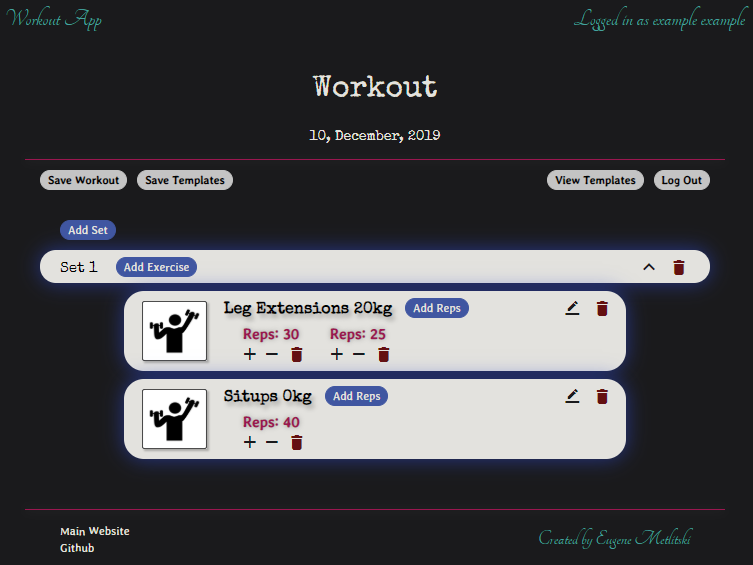 Workout App
Logged in as example example
Workout
10, December, 2019
Save Workout
Save Templates
View Templates
Log Out
Add Set
Set 1
Add Exercise
Leg Extensions 20kg
Add Reps
Reps: 30
Reps: 25
Situps 0kg
Add Reps
Reps: 40
Main Website
Github
Created by Eugene Metlitski